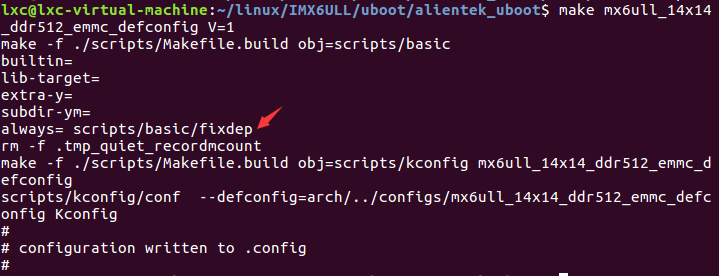 lxc@lxc-virtual-machine:~/linux/IMX6ULL/uboot/alientek_uboot$ make mx6ull_14x14
_ddr512_emmc_defconfig V=1
make -f ./scripts/Makefile.build obj=scripts/basic
builtin=
lib-target=
extra-y=
subdir-ym=
always= scripts/basic/fixdep
rm -f .tmp_quiet_recordmcount
make -f ./scripts/Makefile.build obj=scripts/kconfig mx6ull_14x14_ddr512_emmc_d
efconfig
scripts/kconfig/conf  --defconfig=arch/../configs/mx6ull_14x14_ddr512_emmc_defc
onfig Kconfig
#
# configuration written to .config
#